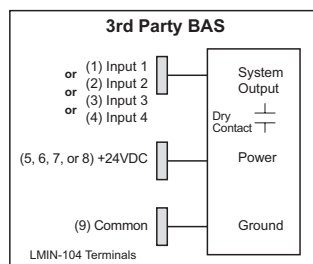 3rd Party BAS
(1) Input 1
or (2) Input 2
or (3) Input 3
or (4) Input 4
System
Output
Dry
Contact
(5, 6, 7, or 8) +24VDC
Power
(9) Common
Ground
LMIN-104 Terminals